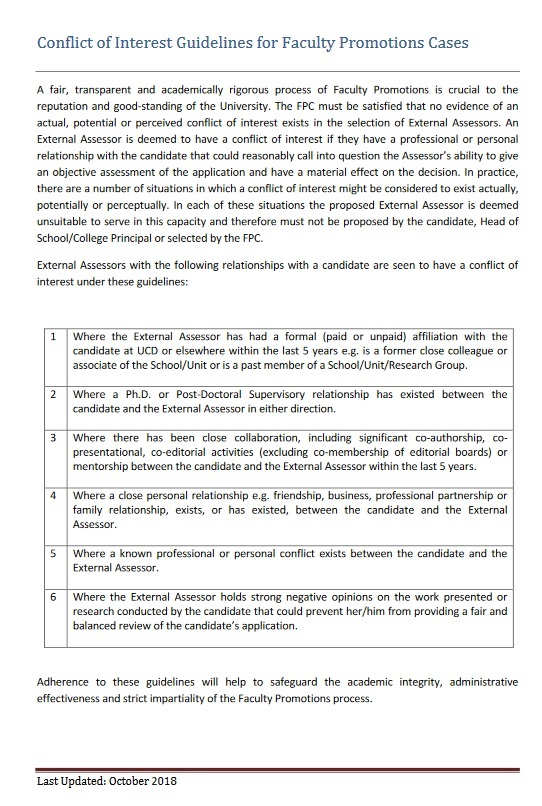 Conflict of Interest Guidelines for Faculty Promotions Cases
A fair, transparent and academically rigorous process of Faculty Promotions is crucial to the
reputation and good-standing of the University. The FPC must be satisfied that no evidence of an
actual, potential or perceived conflict of interest exists in the selection of External Assessors. An
External Assessor is deemed to have a conflict of interest if they have a professional or personal
relationship with the candidate that could reasonably call into question the Assessor's ability to give
an objective assessment of the application and have a material effect on the decision. In practice,
there are a number of situations in which a conflict of interest might be considered to exist actually,
potentially or perceptually. In each of these situations the proposed External Assessor is deemed
unsuitable to serve in this capacity and therefore must not be proposed by the candidate, Head of
School/College Principal or selected by the FPC.
External Assessors with the following relationships with a candidate are seen to have a conflict of
interest under these guidelines:
1 Where the External Assessor has had a formal (paid or unpaid) affiliation with the
candidate at UCD or elsewhere within the last 5 years e.g. is a former close colleague or
associate of the School/Unit or is a past member of a School/Unit/Research Group.
2 Where a Ph.D. or Post-Doctoral Supervisory relationship has existed between the
candidate and the External Assessor in either direction.
3 Where there has been close collaboration, including significant co-authorship, co-
presentational, co-editorial activities (excluding co-membership of editorial boards) or
mentorship between the candidate and the External Assessor within the last 5 years.
4 Where a close personal relationship e.g. friendship, business, professional partnership or
family relationship, exists, or has existed, between the candidate and the External
Assessor.
5 Where a known professional or personal conflict exists between the candidate and the
External Assessor.
6 Where the External Assessor holds strong negative opinions on the work presented or
research conducted by the candidate that could prevent her/him from providing a fair and
balanced review of the candidate's application.
Adherence to these guidelines will help to safeguard the academic integrity, administrative
effectiveness and strict impartiality of the Faculty Promotions process.
Last Updated: October 2018